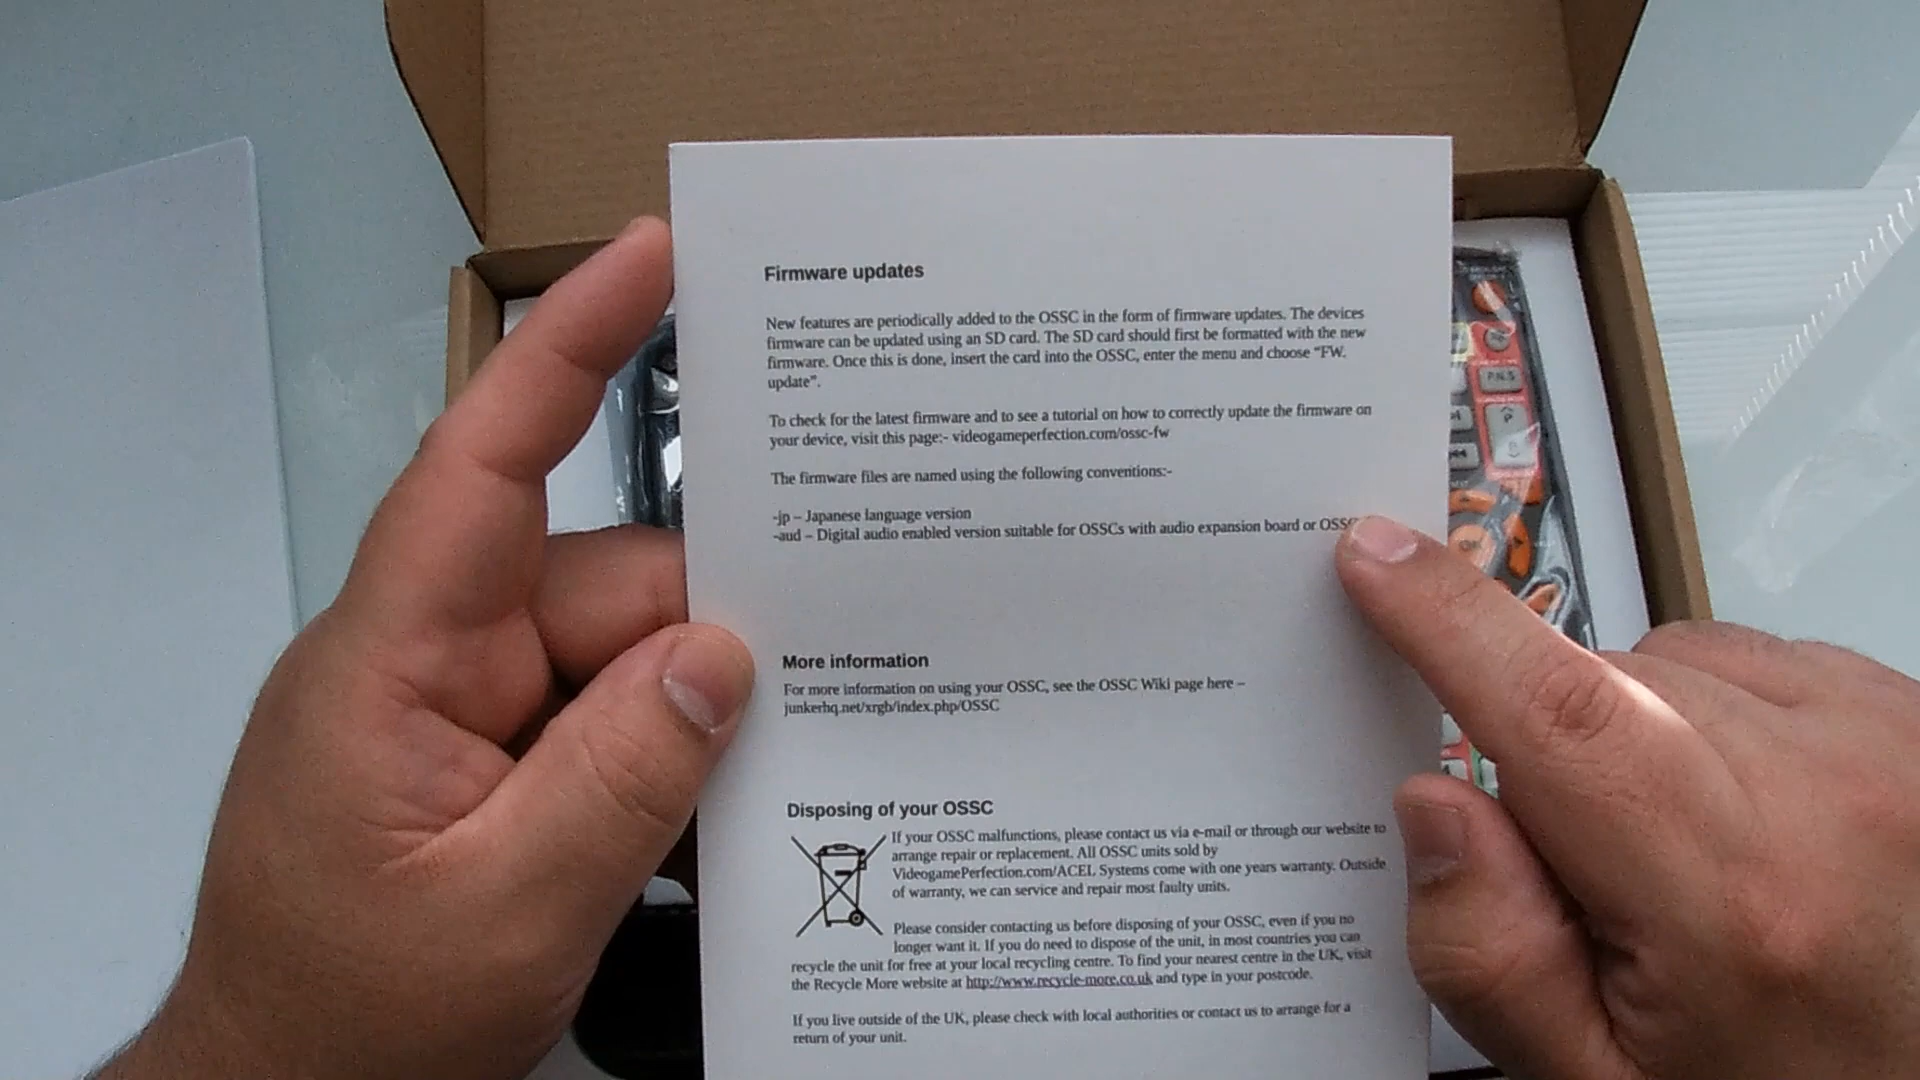 Firmware updates
New features are periodically added to the OSSC in the form of firmware updates. The devices
firmware can be updated using an SD card. The SD card should first be formatted with the new
firmware. Once this is done, insert the card into the OSSC, enter the menu and choose "FW.
update".
To check for the latest firmware and to see a tutorial on how to correctly update the firmware on
your device, visit this page:- videogameperfection.com/ossc-fw
The firmware files are named using the following conventions:-
-jp – Japanese language version
-aud – Digital audio enabled version suitable for OSSCs with audio expansion board or OSSC
More information
For more information on using your OSSC, see the OSSC Wiki page here –
junkerhq.net/xrgb/index.php/OSSC
Disposing of your OSSC
If your OSSC malfunctions, please contact us via e-mail or through our website to
arrange repair or replacement. All OSSC units sold by
VideogamePerfection.com/ACEL Systems come with one years warranty. Outside
of warranty, we can service and repair most faulty units.
Please consider contacting us before disposing of your OSSC, even if you no
longer want it. If you do need to dispose of the unit, in most countries you can
recycle the unit for free at your local recycling centre. To find your nearest centre in the UK, visit
the Recycle More website at http://www.recycle-more.co.uk and type in your postcode.
If you live outside of the UK, please check with local authorities or contact us to arrange for a
return of your unit.
P.N.S
OK